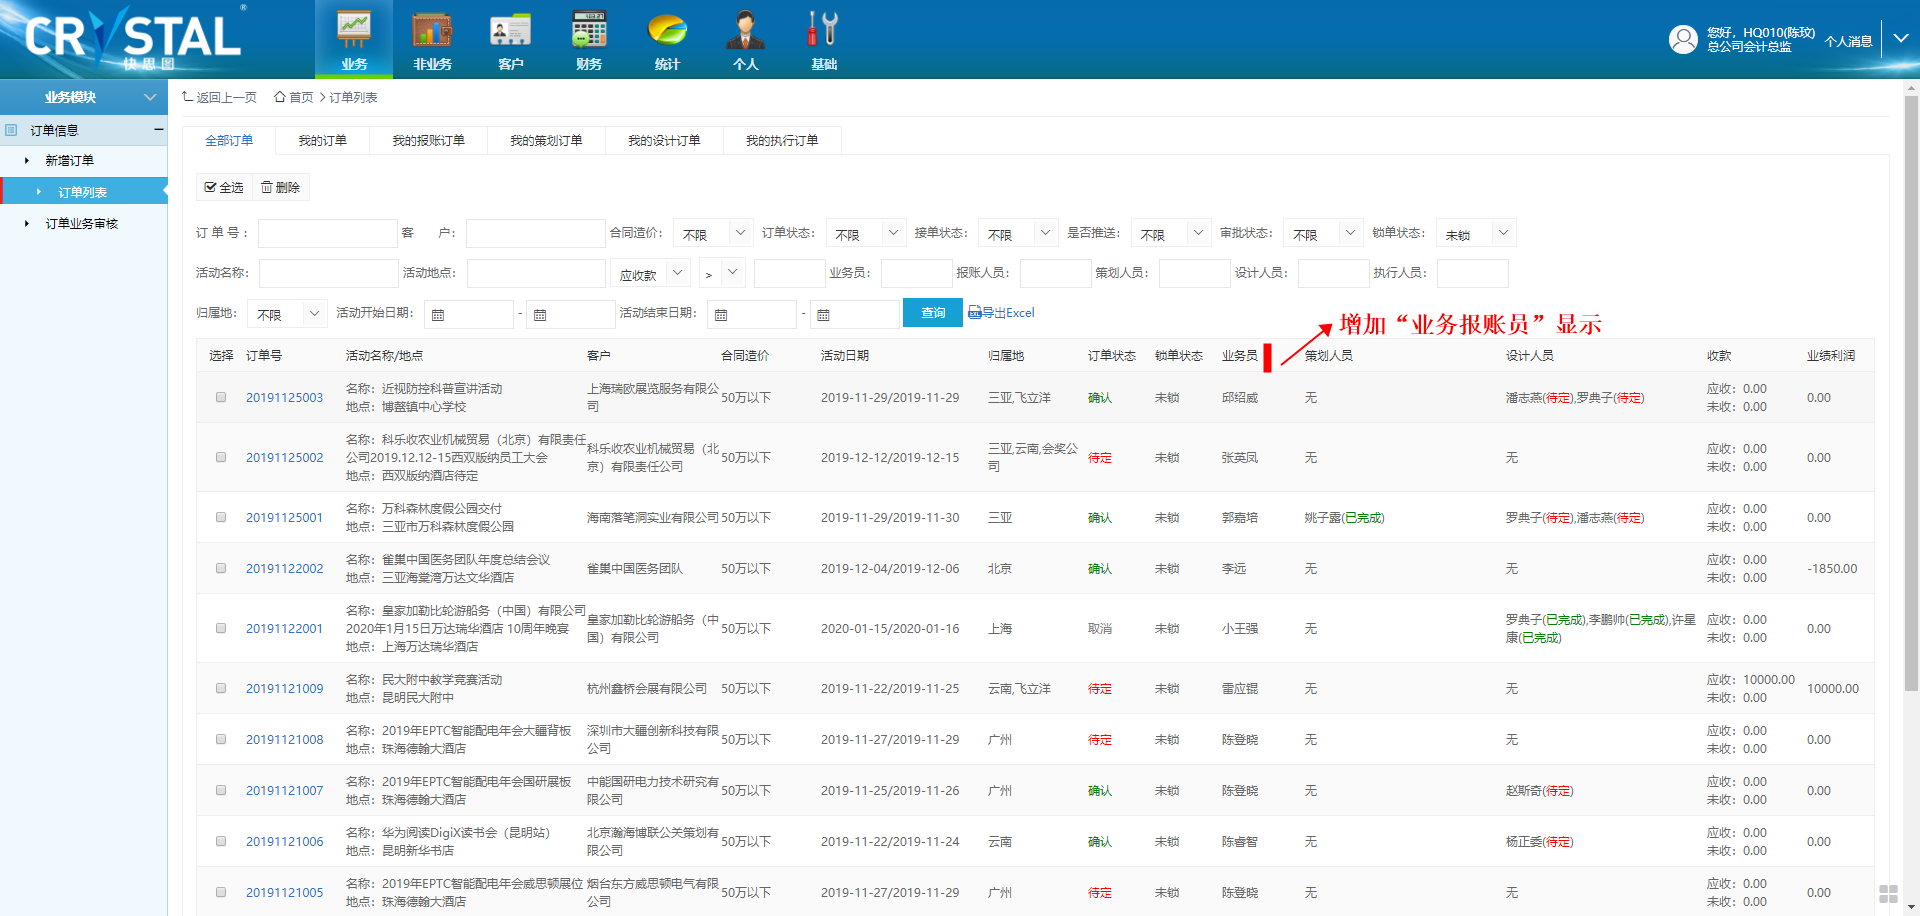 CRYSTAL®
快思图
业务 非业务 客户 财务 统计 个人 基础
您好，HQ010(陈玟)
总公司会计总监
个人消息
业务模块
订单信息
新增订单
订单列表
订单业务审核
返回上一页 首页 > 订单列表
全部订单 我的订单 我的报账订单 我的策划订单 我的设计订单 我的执行订单
全选 删除
订 单 号： 客 户： 合同造价： 不限 订单状态： 不限 接单状态： 不限 是否推送： 不限 审批状态： 不限 锁单状态： 未锁
活动名称： 活动地点： 应收款 > 业务员： 报账人员： 策划人员： 设计人员： 执行人员：
归属地： 不限 活动开始日期： - 活动结束日期： - 查询 导出Excel
增加“业务报账员”显示
选择 订单号 活动名称/地点 客户 合同造价 活动日期 归属地 订单状态 锁单状态 业务员 策划人员 设计人员 收款 业绩利润
20191125003 名称：近视防控科普宣讲活动
地点：博鳌镇中心学校
上海瑞欧展览服务有限公
司
50万以下 2019-11-29/2019-11-29 三亚,飞立洋 确认 未锁 邱绍威 无 潘志燕(待定),罗典子(待定) 应收：0.00
未收：0.00
0.00
20191125002 名称：科乐收农业机械贸易（北京）有限责任
公司2019.12.12-15西双版纳员工大会
地点：西双版纳酒店待定
科乐收农业机械贸易（北
京）有限责任公司
50万以下 2019-12-12/2019-12-15 三亚,云南,会奖公
司
待定 未锁 张英凤 无 无 应收：0.00
未收：0.00
0.00
20191125001 名称：万科森林度假公园交付
地点：三亚市万科森林度假公园
海南落笔洞实业有限公司 50万以下 2019-11-29/2019-11-30 三亚 确认 未锁 郭嘉培 姚子露(已完成) 罗典子(待定),潘志燕(待定) 应收：0.00
未收：0.00
0.00
20191122002 名称：雀巢中国医务团队年度总结会议
地点：三亚海棠湾万达文华酒店
雀巢中国医务团队 50万以下 2019-12-04/2019-12-06 北京 确认 未锁 李远 无 无 应收：0.00
未收：0.00
-1850.00
20191122001 名称：皇家加勒比轮游船务（中国）有限公司
2020年1月15日万达瑞华酒店 10周年晚宴
地点：上海万达瑞华酒店
皇家加勒比轮游船务（中
国）有限公司
50万以下 2020-01-15/2020-01-16 上海 取消 未锁 小王强 无 罗典子(已完成),李鹏帅(已完成),许星
康(已完成)
应收：0.00
未收：0.00
0.00
20191121009 名称：民大附中教学竞赛活动
地点：昆明民大附中
杭州鑫桥会展有限公司 50万以下 2019-11-22/2019-11-25 云南,飞立洋 待定 未锁 雷应锟 无 无 应收：10000.00
未收：0.00
10000.00
20191121008 名称：2019年EPTC智能配电年会大疆背板
地点：珠海德翰大酒店
深圳市大疆创新科技有限
公司
50万以下 2019-11-27/2019-11-29 广州 待定 未锁 陈登晓 无 无 应收：0.00
未收：0.00
0.00
20191121007 名称：2019年EPTC智能配电年会国研展板
地点：珠海德翰大酒店
中能国研电力技术研究有
限公司
50万以下 2019-11-25/2019-11-26 广州 确认 未锁 陈登晓 无 赵斯奇(待定) 应收：0.00
未收：0.00
0.00
20191121006 名称：华为阅读DigiX读书会（昆明站）
地点：昆明新华书店
北京瀚海博联公关策划有
限公司
50万以下 2019-11-22/2019-11-24 云南 确认 未锁 陈睿智 无 杨正委(待定) 应收：0.00
未收：0.00
0.00
20191121005 名称：2019年EPTC智能配电年会威思顿展位
地点：珠海德翰大酒店
烟台东方威思顿电气有限
公司
50万以下 2019-11-27/2019-11-29 广州 待定 未锁 陈登晓 无 无 应收：0.00
未收：0.00
0.00